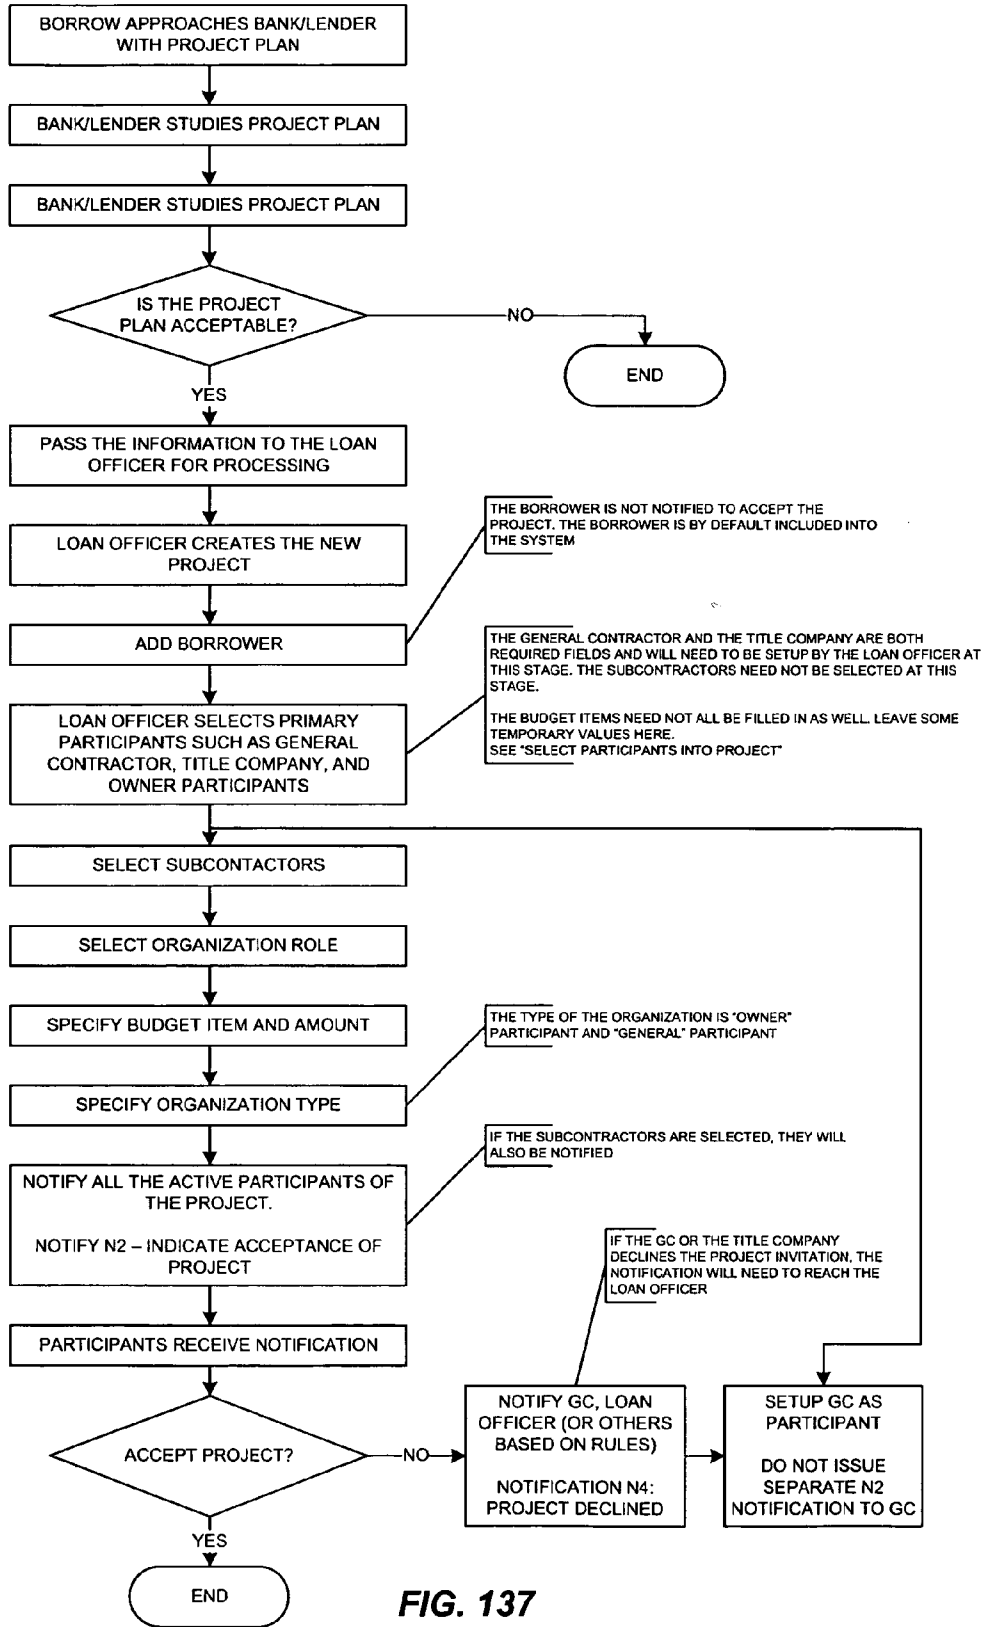 BORROW APPROACHES BANK/LENDER
WITH PROJECT PLAN
BANK/LENDER STUDIES PROJECT PLAN
BANK/LENDER STUDIES PROJECT PLAN
IS THE PROJECT
PLAN ACCEPTABLE?
NO
END
YES
PASS THE INFORMATION TO THE LOAN
OFFICER FOR PROCESSING
LOAN OFFICER CREATES THE NEW
PROJECT
THE BORROWER IS NOT NOTIFIED TO ACCEPT THE
PROJECT. THE BORROWER IS BY DEFAULT INCLUDED INTO
THE SYSTEM
ADD BORROWER
THE GENERAL CONTRACTOR AND THE TITLE COMPANY ARE BOTH
REQUIRED FIELDS AND WILL NEED TO BE SETUP BY THE LOAN OFFICER AT
THIS STAGE. THE SUBCONTRACTORS NEED NOT BE SELECTED AT THIS
STAGE.
THE BUDGET ITEMS NEED NOT ALL BE FILLED IN AS WELL. LEAVE SOME
TEMPORARY VALUES HERE.
SEE "SELECT PARTICIPANTS INTO PROJECT"
LOAN OFFICER SELECTS PRIMARY
PARTICIPANTS SUCH AS GENERAL
CONTRACTOR, TITLE COMPANY, AND
OWNER PARTICIPANTS
SELECT SUBCONTACTORS
SELECT ORGANIZATION ROLE
SPECIFY BUDGET ITEM AND AMOUNT
THE TYPE OF THE ORGANIZATION IS "OWNER"
PARTICIPANT AND "GENERAL" PARTICIPANT
SPECIFY ORGANIZATION TYPE
IF THE SUBCONTRACTORS ARE SELECTED, THEY WILL
ALSO BE NOTIFIED
NOTIFY ALL THE ACTIVE PARTICIPANTS OF
THE PROJECT.
NOTIFY N2 – INDICATE ACCEPTANCE OF
PROJECT
IF THE GC OR THE TITLE COMPANY
DECLINES THE PROJECT INVITATION, THE
NOTIFICATION WILL NEED TO REACH THE
LOAN OFFICER
PARTICIPANTS RECEIVE NOTIFICATION
ACCEPT PROJECT?
NO
NOTIFY GC, LOAN
OFFICER (OR OTHERS
BASED ON RULES)
NOTIFICATION N4:
PROJECT DECLINED
SETUP GC AS
PARTICIPANT
DO NOT ISSUE
SEPARATE N2
NOTIFICATION TO GC
YES
END
FIG. 137